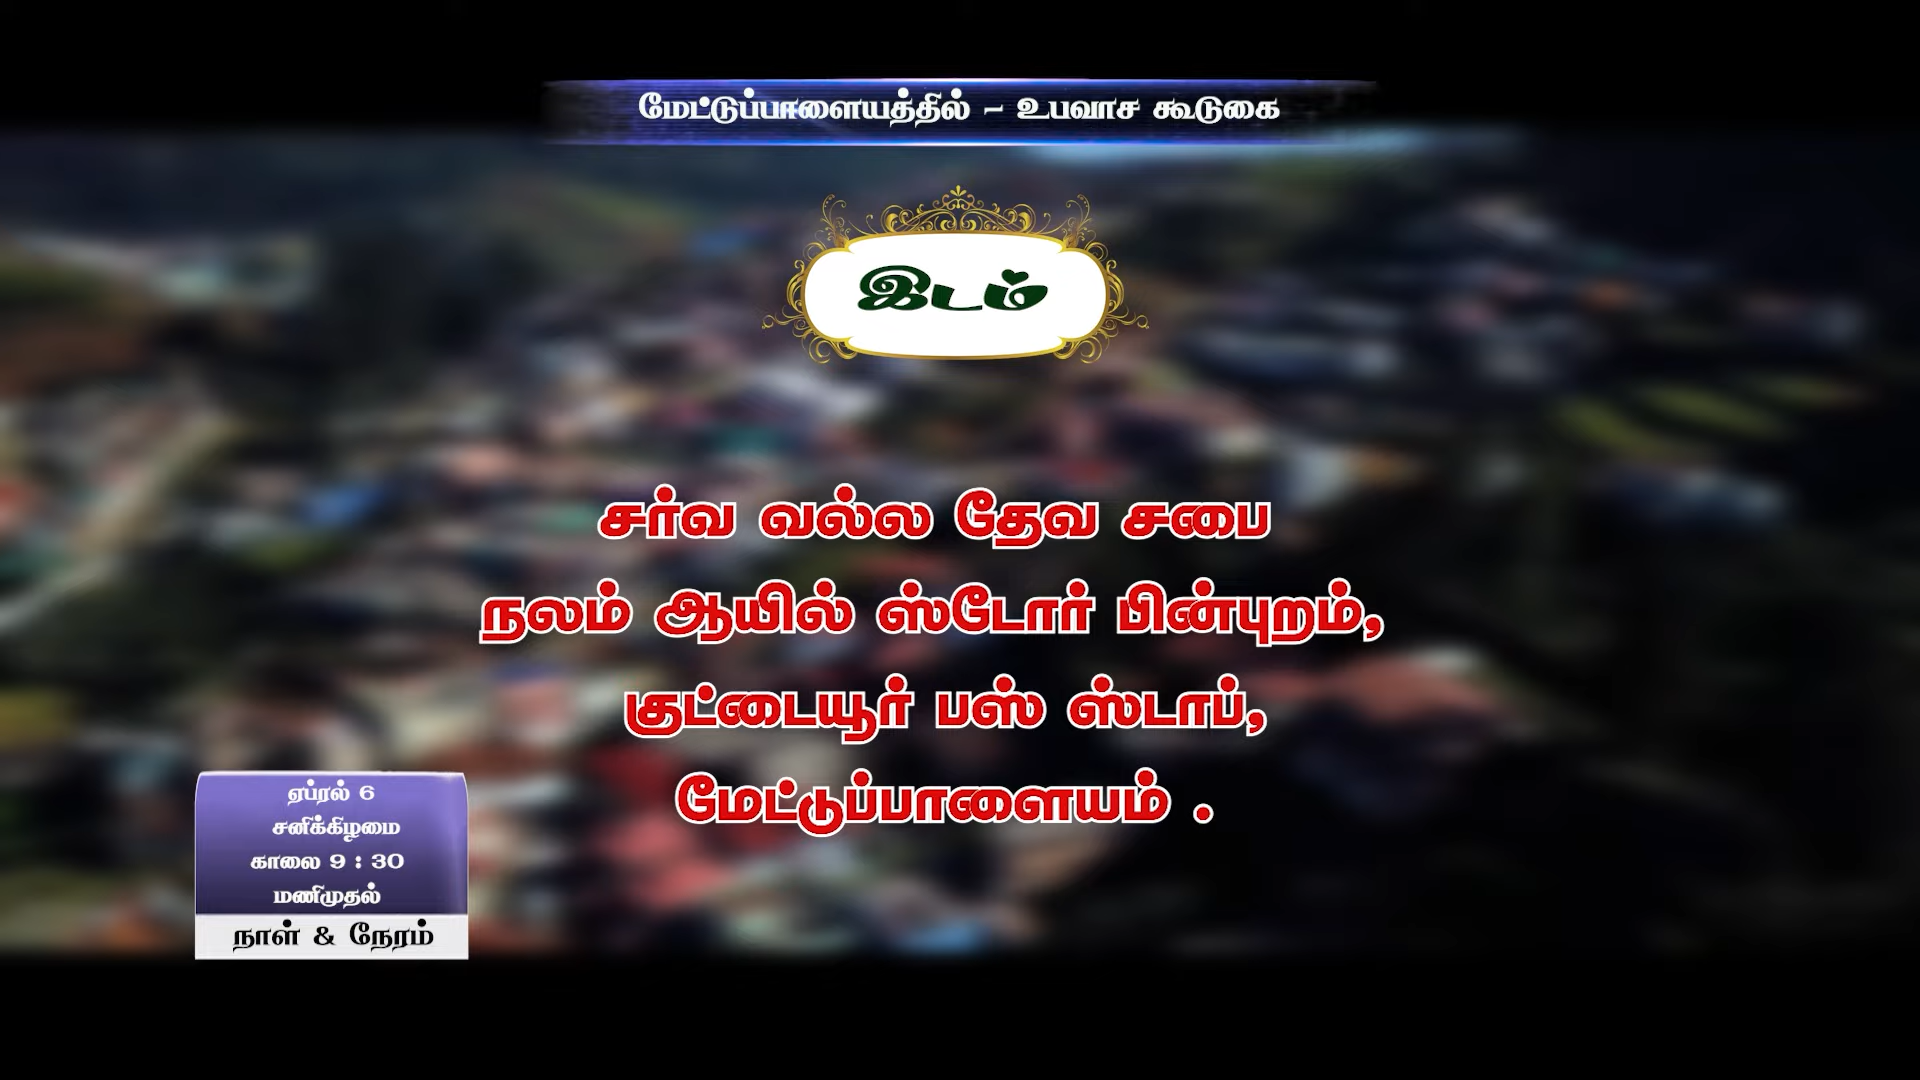 மேட்டுப்பாளையத்தில் – உபவாச கூடுகை
இடம்
சர்வ வல்ல தேவ சபை
நலம் ஆயில் ஸ்டோர் பின்புறம்,
குட்டையூர் பஸ் ஸ்டாப்,
மேட்டுப்பாளையம் .
ஏப்ரல் 6
சனிக்கிழமை
காலை 9 : 30
மணிமுதல்
நாள் & நேரம்